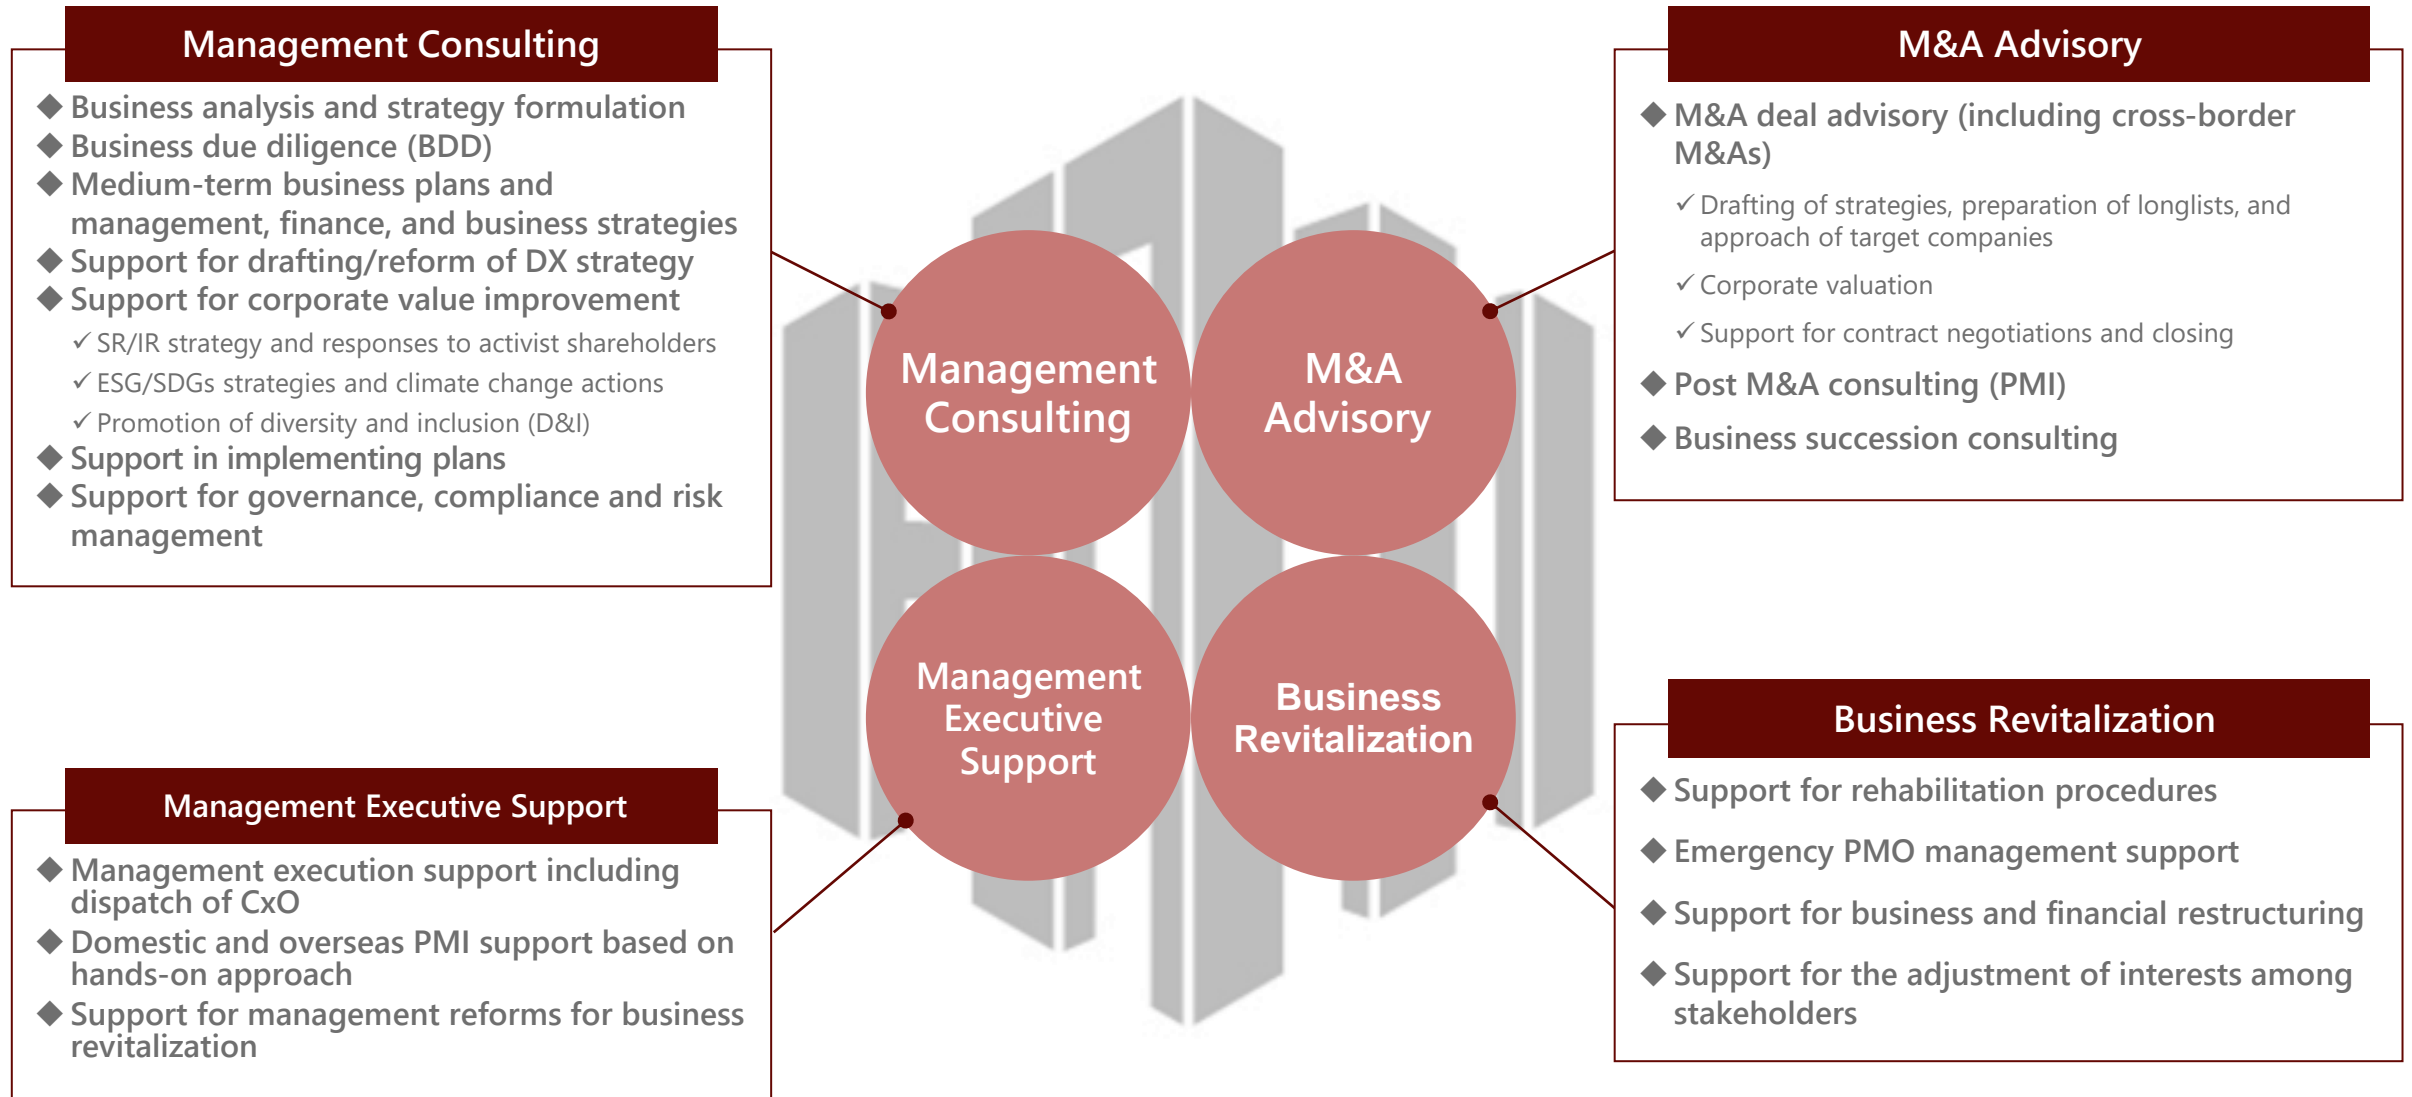 Management Consulting
◆ Business analysis and strategy formulation
◆ Business due diligence (BDD)
◆ Medium-term business plans and
management, finance, and business strategies
◆ Support for drafting/reform of DX strategy
◆ Support for corporate value improvement
✓ SR/IR strategy and responses to activist shareholders
✓ ESG/SDGs strategies and climate change actions
✓ Promotion of diversity and inclusion (D&I)
◆ Support in implementing plans
◆ Support for governance, compliance and risk
management
M&A Advisory
◆ M&A deal advisory (including cross-border
M&As)
✓ Drafting of strategies, preparation of longlists, and
approach of target companies
✓ Corporate valuation
✓ Support for contract negotiations and closing
◆ Post M&A consulting (PMI)
◆ Business succession consulting
Management
Consulting
M&A
Advisory
Management
Executive
Support
Business
Revitalization
Management Executive Support
◆ Management execution support including
dispatch of CxO
◆ Domestic and overseas PMI support based on
hands-on approach
◆ Support for management reforms for business
revitalization
Business Revitalization
◆ Support for rehabilitation procedures
◆ Emergency PMO management support
◆ Support for business and financial restructuring
◆ Support for the adjustment of interests among
stakeholders